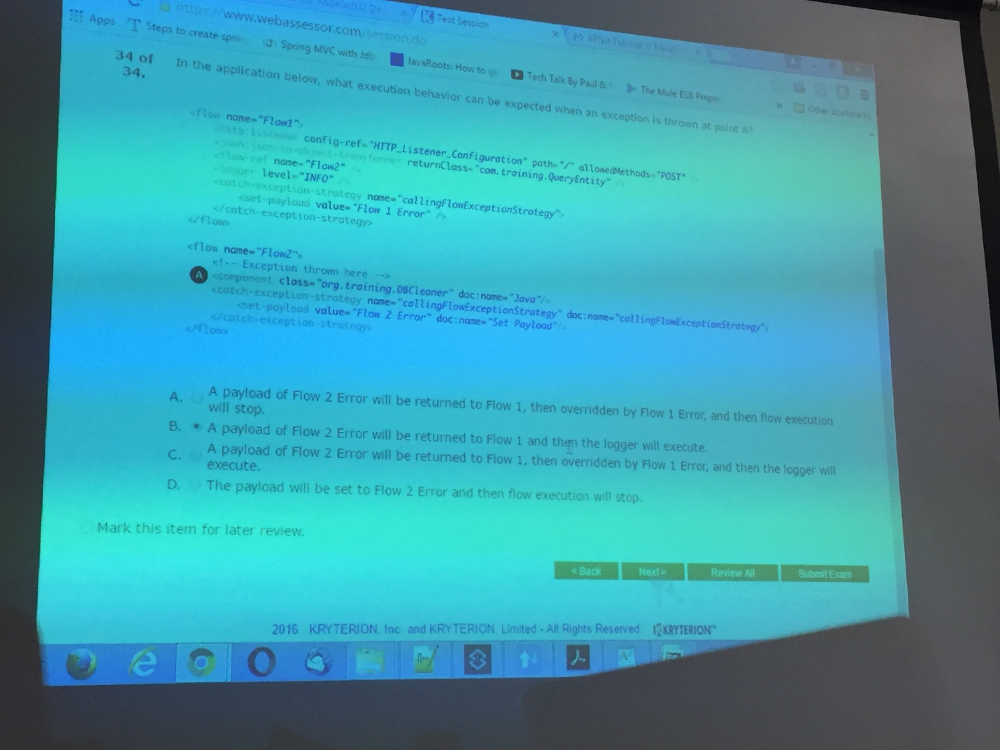 MuleSoft.U De
Test Session
APIkit Tutorial // MuleS
https://www.webassessor.com/session.do
Apps
Steps to create sprin
Spring MVC with Jdb
JavaRoots: How to g
Tech Talk By Paul &
The Mule ESB Proper
»
Other bookmarks
34 of
34.
In the application below, what execution behavior can be expected when an exception is thrown at point A?
<flow name="Flow1">
<http:listener config-ref="HTTP_Listener_Configuration" path="/" allowedMethods="POST" />
<json:json-to-object-transformer returnClass="com.training.QueryEntity" />
<flow-ref name="Flow2" />
<logger level="INFO" />
<catch-exception-strategy name="callingFlowExceptionStrategy">
<set-payload value="Flow 1 Error" />
</catch-exception-strategy>
</flow>
<flow name="Flow2">
<!-- Exception thrown here -->
A <component class="org.training.DBCleaner" doc:name="Java"/>
<catch-exception-strategy name="callingFlowExceptionStrategy" doc:name="callingFlowExceptionStrategy">
<set-payload value="Flow 2 Error" doc:name="Set Payload"/>
</catch-exception-strategy>
</flow>
A. A payload of Flow 2 Error will be returned to Flow 1, then overridden by Flow 1 Error, and then flow execution
will stop.
B. A payload of Flow 2 Error will be returned to Flow 1 and then the logger will execute.
C. A payload of Flow 2 Error will be returned to Flow 1, then overridden by Flow 1 Error, and then the logger will
execute.
D. The payload will be set to Flow 2 Error and then flow execution will stop.
Mark this item for later review.
< Back
Next >
Review All
Submit Exam
2016 KRYTERION, Inc. and KRYTERION, Limited - All Rights Reserved. KRYTERION™